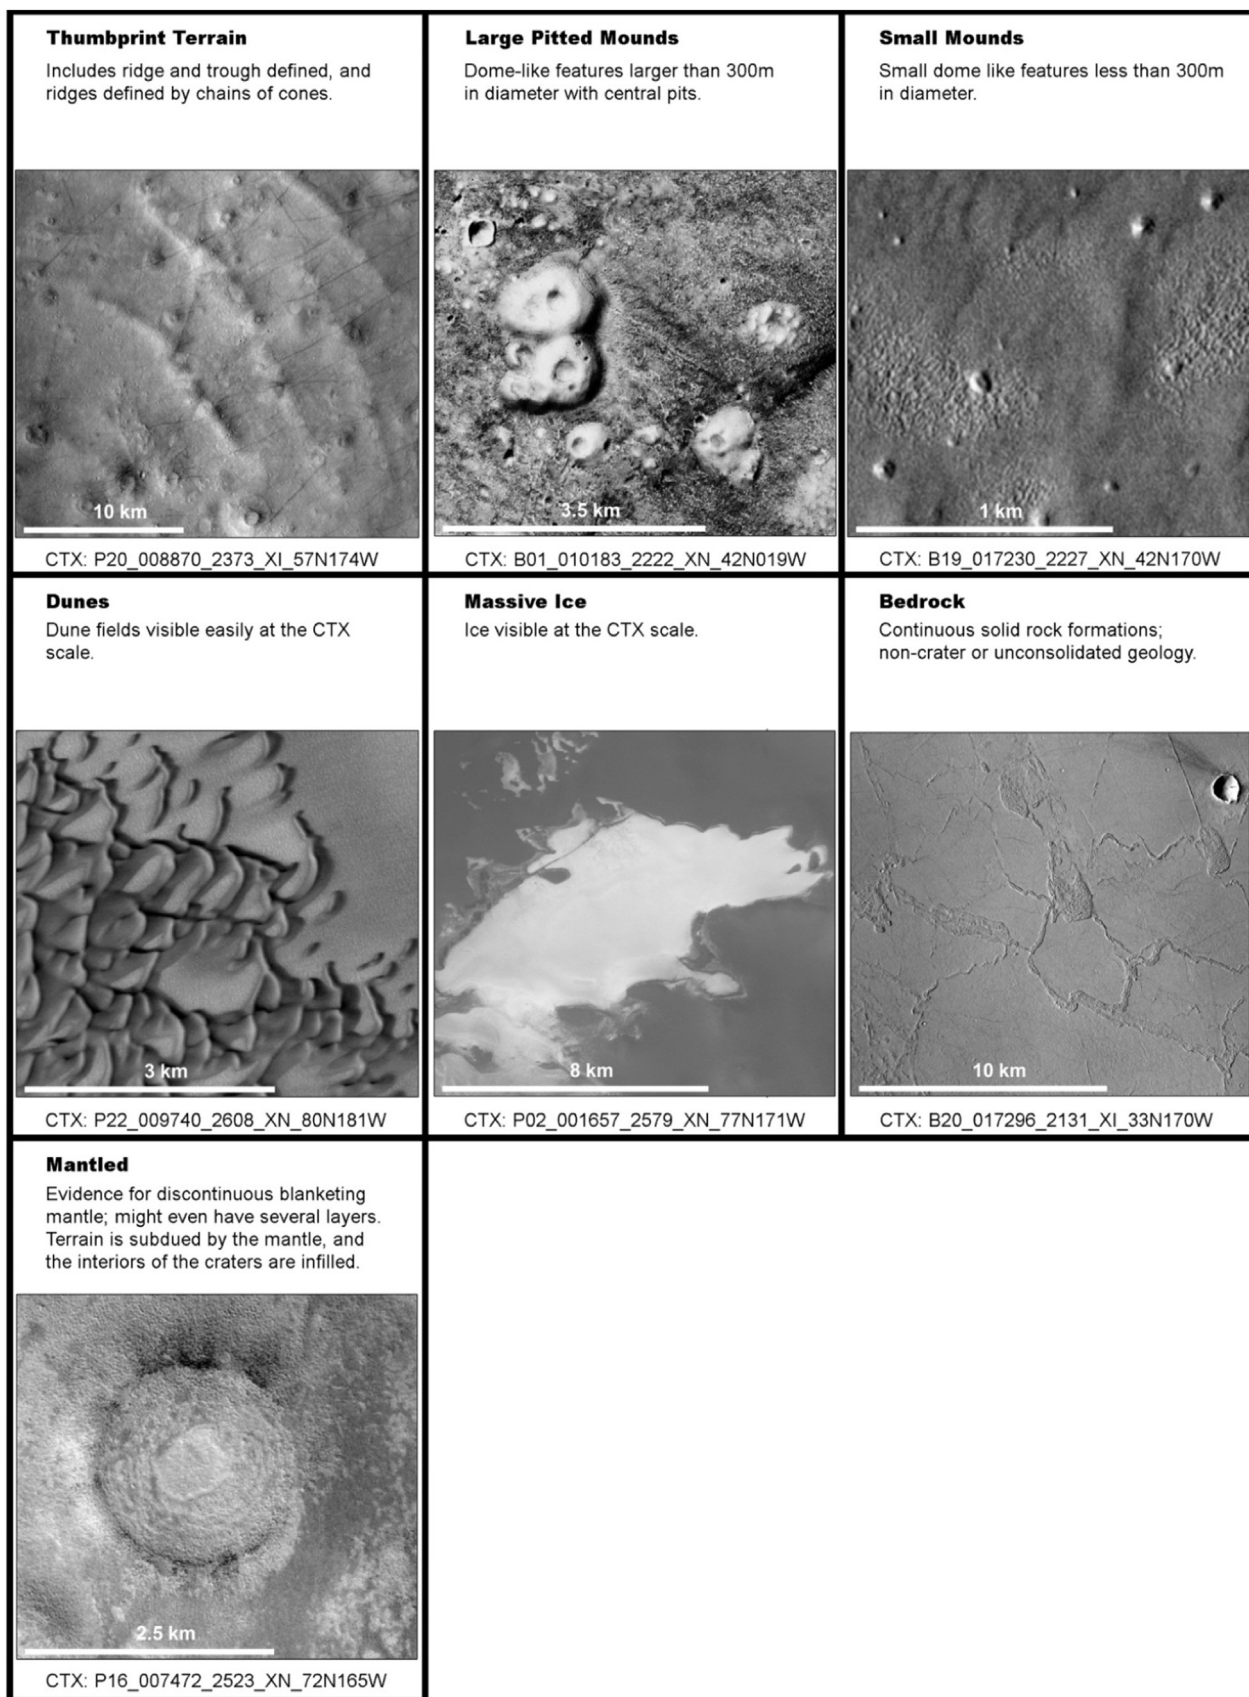 Thumbprint Terrain
Includes ridge and trough defined, and
ridges defined by chains of cones.
10 km
CTX: P20_008870_2373_XI_57N174W
Large Pitted Mounds
Dome-like features larger than 300m
in diameter with central pits.
3.5 km
CTX: B01_010183_2222_XN_42N019W
Small Mounds
Small dome like features less than 300m
in diameter.
1 km
CTX: B19_017230_2227_XN_42N170W
Dunes
Dune fields visible easily at the CTX
scale.
3 km
CTX: P22_009740_2608_XN_80N181W
Massive Ice
Ice visible at the CTX scale.
8 km
CTX: P02_001657_2579_XN_77N171W
Bedrock
Continuous solid rock formations;
non-crater or unconsolidated geology.
10 km
CTX: B20_017296_2131_XI_33N170W
Mantled
Evidence for discontinuous blanketing
mantle; might even have several layers.
Terrain is subdued by the mantle, and
the interiors of the craters are infilled.
2.5 km
CTX: P16_007472_2523_XN_72N165W